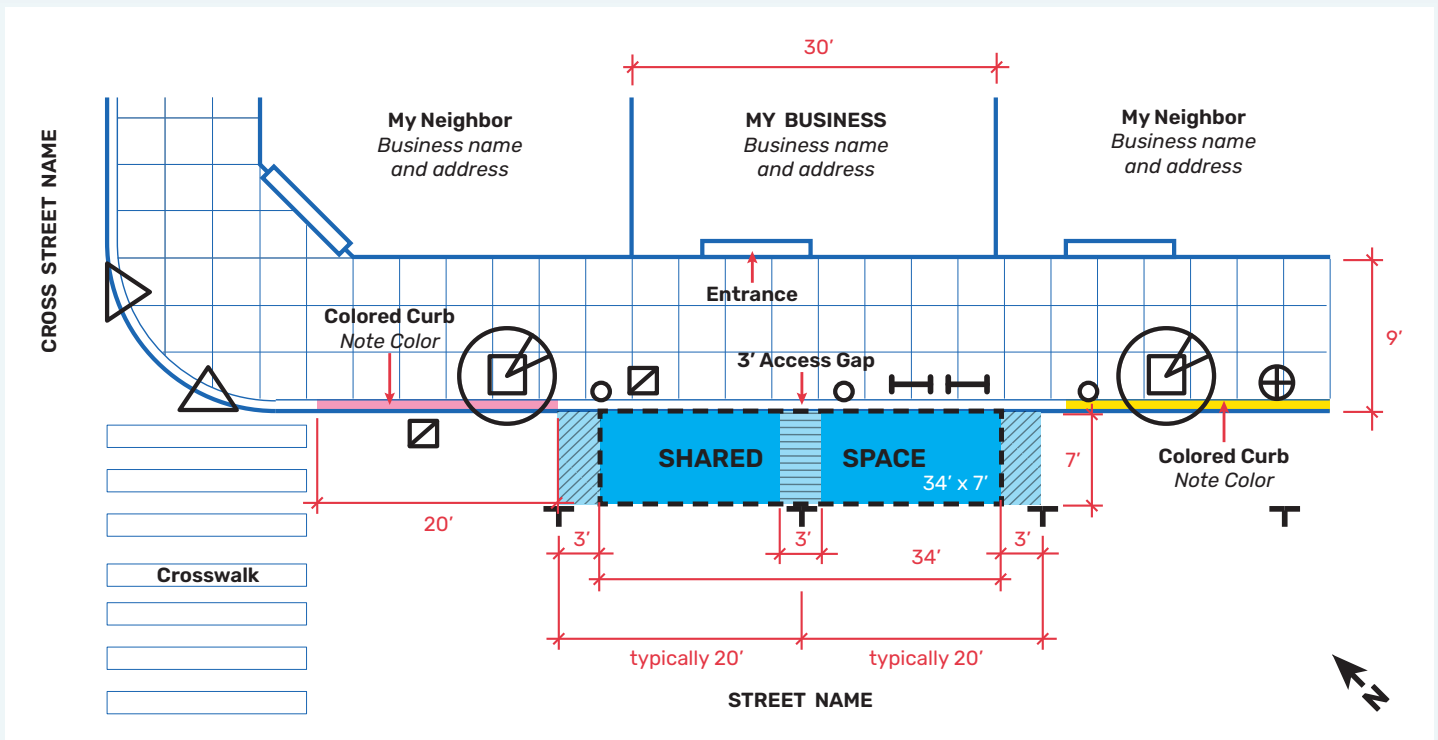 30′
My Neighbor
Business name
and address
MY BUSINESS
Business name
and address
My Neighbor
Business name
and address
CROSS STREET NAME
Entrance
Colored Curb
Note Color
3′ Access Gap
9′
SHARED SPACE
34′ x 7′
7′
Colored Curb
Note Color
20′
3′
3′
3′
34′
Crosswalk
typically 20′
typically 20′
STREET NAME
N